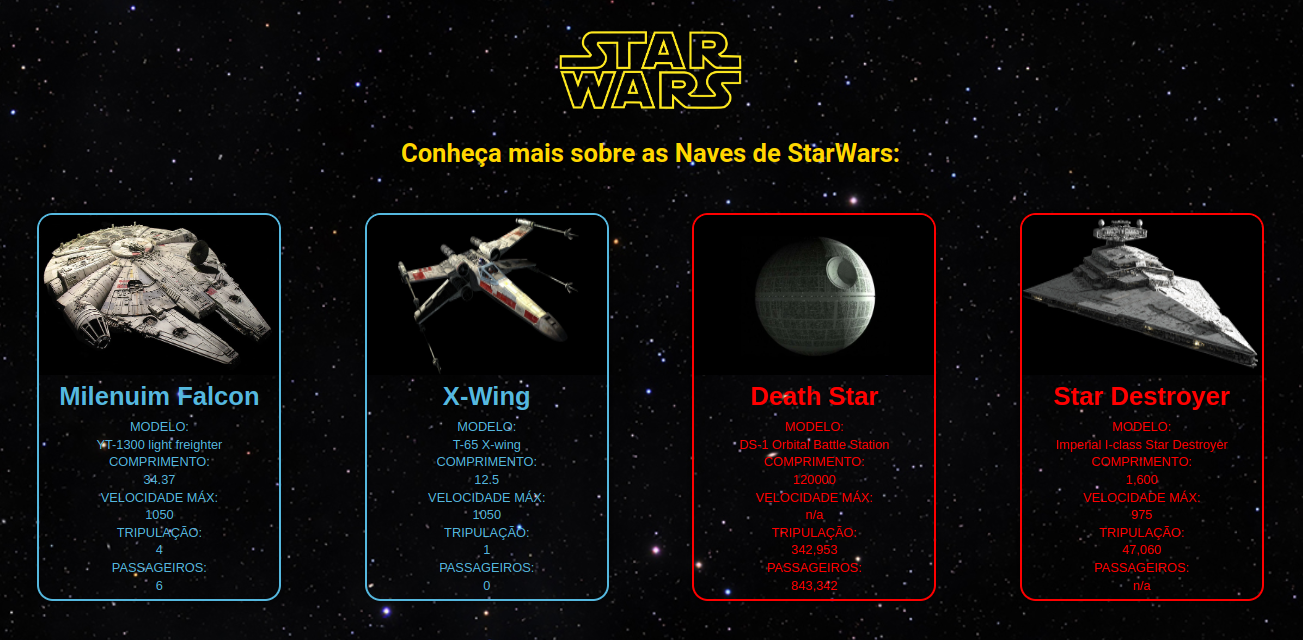 STAR
WARS
Conheça mais sobre as Naves de StarWars:
Milenuim Falcon
MODELO:
YT-1300 light freighter
COMPRIMENTO:
34.37
VELOCIDADE MÁX:
1050
TRIPULAÇÃO:
4
PASSAGEIROS:
6
X-Wing
MODELO:
T-65 X-wing
COMPRIMENTO:
12.5
VELOCIDADE MÁX:
1050
TRIPULAÇÃO:
1
PASSAGEIROS:
0
Death Star
MODELO:
DS-1 Orbital Battle Station
COMPRIMENTO:
120000
VELOCIDADE MÁX:
n/a
TRIPULAÇÃO:
342,953
PASSAGEIROS:
843,342
Star Destroyer
MODELO:
Imperial I-class Star Destroyer
COMPRIMENTO:
1,600
VELOCIDADE MÁX:
975
TRIPULAÇÃO:
47,060
PASSAGEIROS:
n/a